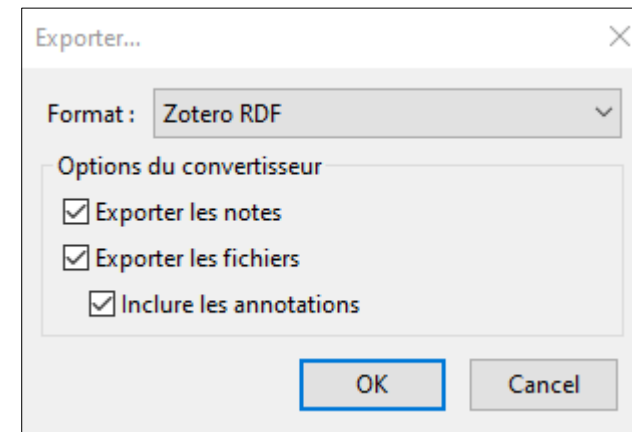 Exporter...
Format : Zotero RDF
Options du convertisseur
Exporter les notes
Exporter les fichiers
Inclure les annotations
OK Cancel